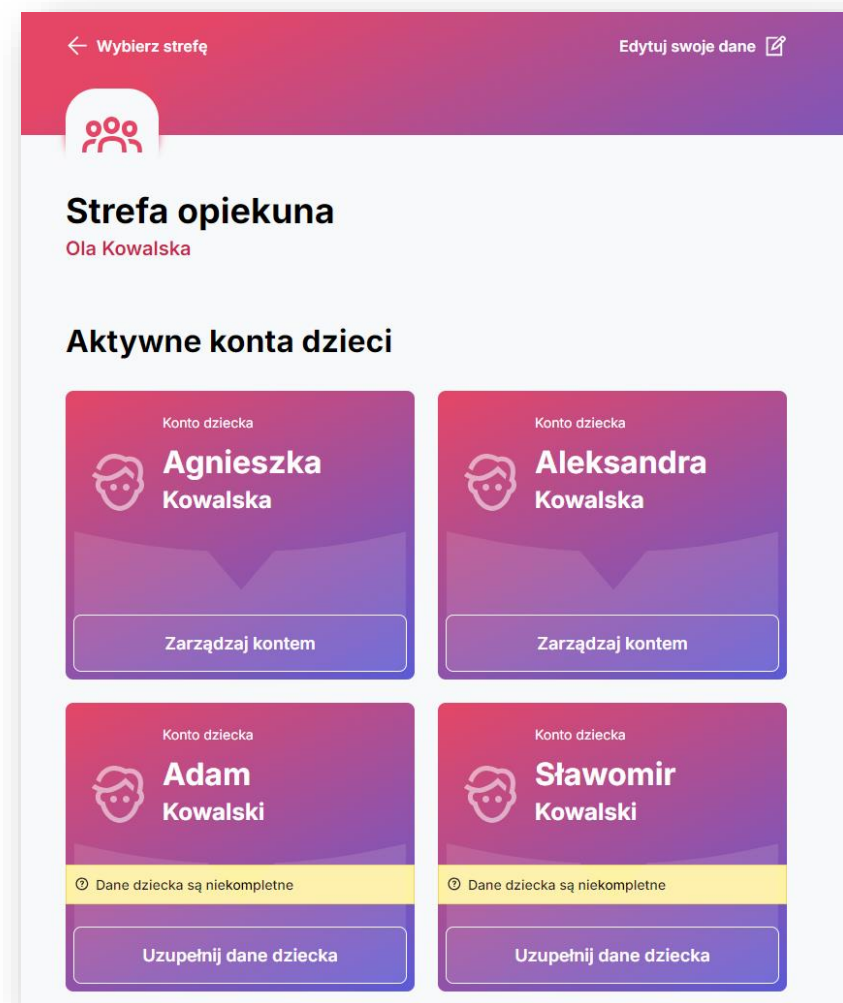 Wybierz strefę
Edytuj swoje dane
Strefa opiekuna
Ola Kowalska
Aktywne konta dzieci
Konto dziecka
Agnieszka
Kowalska
Zarządzaj kontem
Konto dziecka
Aleksandra
Kowalska
Zarządzaj kontem
Konto dziecka
Adam
Kowalski
Dane dziecka są niekompletne
Uzupełnij dane dziecka
Konto dziecka
Sławomir
Kowalski
Dane dziecka są niekompletne
Uzupełnij dane dziecka